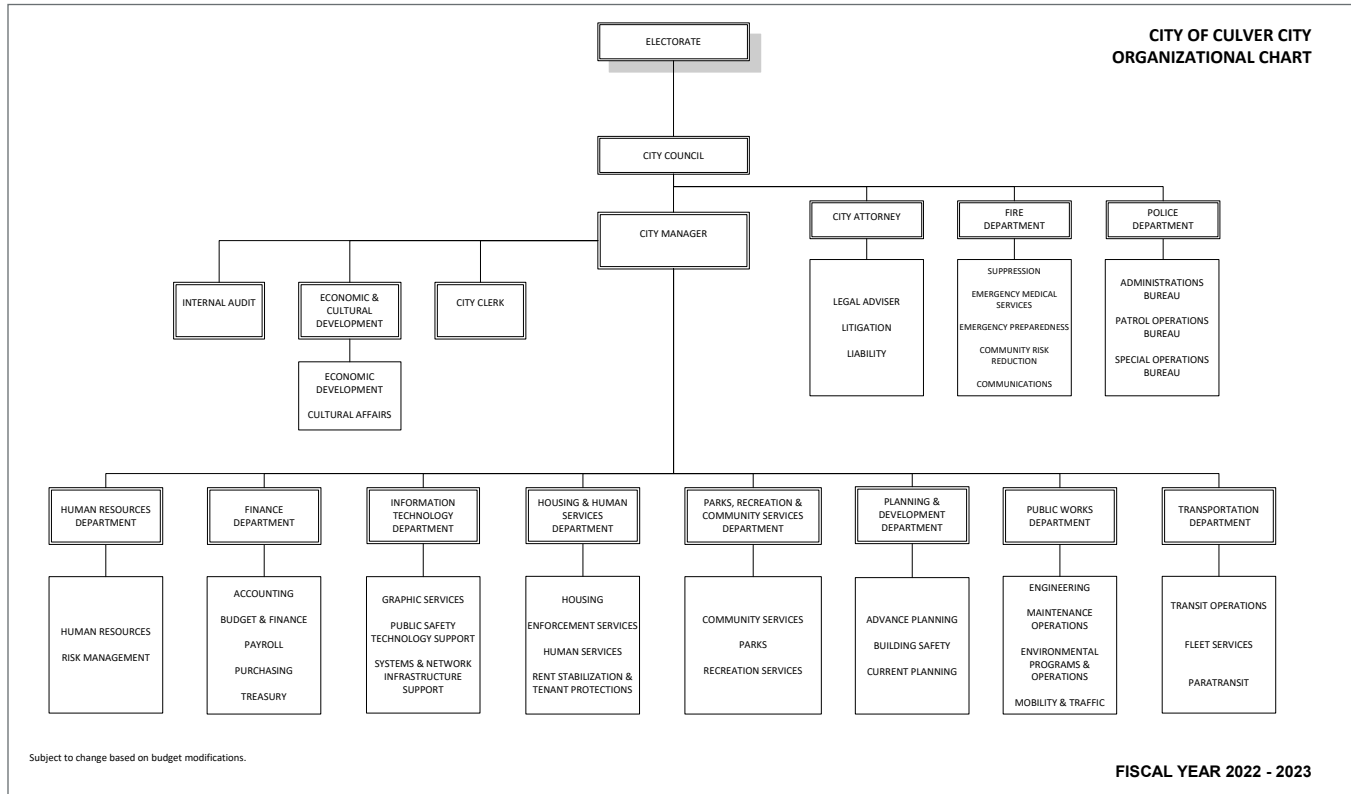 CITY OF CULVER CITY
ORGANIZATIONAL CHART
ELECTORATE
CITY COUNCIL
CITY MANAGER
CITY ATTORNEY
LEGAL ADVISER
LITIGATION
LIABILITY
FIRE
DEPARTMENT
SUPPRESSION
EMERGENCY MEDICAL
SERVICES
EMERGENCY PREPAREDNESS
COMMUNITY RISK
REDUCTION
COMMUNICATIONS
POLICE
DEPARTMENT
ADMINISTRATIONS
BUREAU
PATROL OPERATIONS
BUREAU
SPECIAL OPERATIONS
BUREAU
INTERNAL AUDIT
ECONOMIC &
CULTURAL
DEVELOPMENT
ECONOMIC
DEVELOPMENT
CULTURAL AFFAIRS
CITY CLERK
HUMAN RESOURCES
DEPARTMENT
HUMAN RESOURCES
RISK MANAGEMENT
FINANCE
DEPARTMENT
ACCOUNTING
BUDGET & FINANCE
PAYROLL
PURCHASING
TREASURY
INFORMATION
TECHNOLOGY
DEPARTMENT
GRAPHIC SERVICES
PUBLIC SAFETY
TECHNOLOGY SUPPORT
SYSTEMS & NETWORK
INFRASTRUCTURE
SUPPORT
HOUSING & HUMAN
SERVICES
DEPARTMENT
HOUSING
ENFORCEMENT SERVICES
HUMAN SERVICES
RENT STABILIZATION &
TENANT PROTECTIONS
PARKS, RECREATION &
COMMUNITY SERVICES
DEPARTMENT
COMMUNITY SERVICES
PARKS
RECREATION SERVICES
PLANNING &
DEVELOPMENT
DEPARTMENT
ADVANCE PLANNING
BUILDING SAFETY
CURRENT PLANNING
PUBLIC WORKS
DEPARTMENT
ENGINEERING
MAINTENANCE
OPERATIONS
ENVIRONMENTAL
PROGRAMS &
OPERATIONS
MOBILITY & TRAFFIC
TRANSPORTATION
DEPARTMENT
TRANSIT OPERATIONS
FLEET SERVICES
PARATRANSIT
Subject to change based on budget modifications.
FISCAL YEAR 2022 - 2023